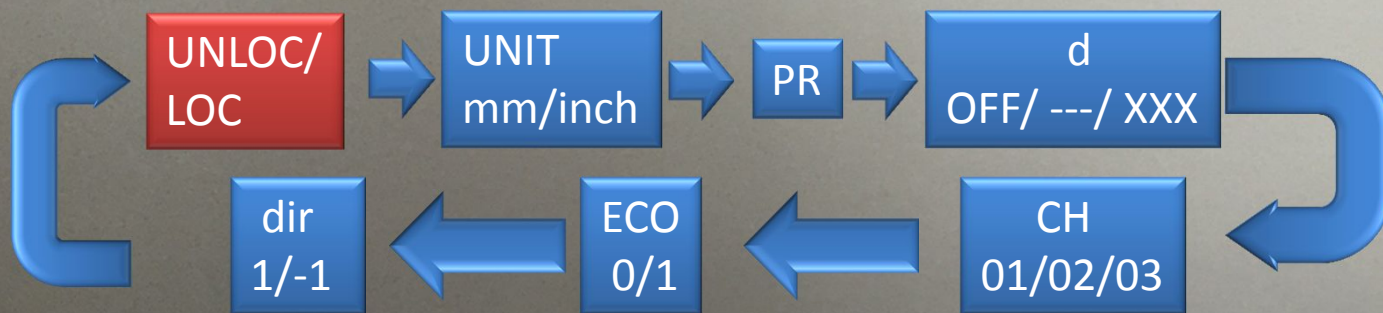 UNLOC/
LOC
UNIT
mm/inch
PR
d
OFF/ ---/ XXX
CH
01/02/03
ECO
0/1
dir
1/-1